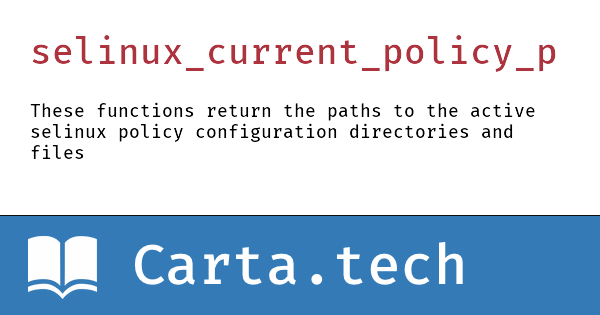 selinux_current_policy_p
These functions return the paths to the active
selinux policy configuration directories and
files
Carta.tech